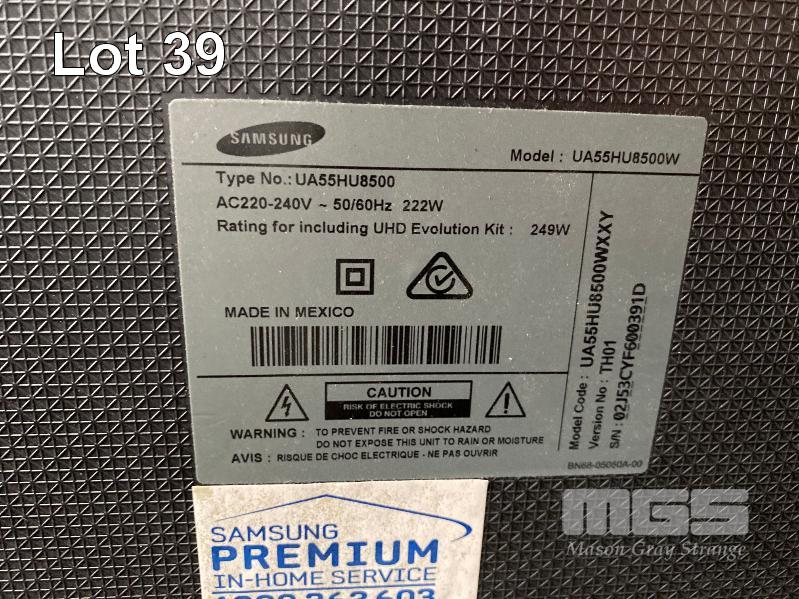 Lot 39
SAMSUNG
Model : UA55HU8500W
Type No.: UA55HU8500
AC220-240V ~ 50/60Hz 222W
Rating for including UHD Evolution Kit : 249W
MADE IN MEXICO
Model Code : UA55HU8500WXXY
Version No : TH01
S/N : 02J53CYF600391D
CAUTION
RISK OF ELECTRIC SHOCK
DO NOT OPEN
WARNING : TO PREVENT FIRE OR SHOCK HAZARD
DO NOT EXPOSE THIS UNIT TO RAIN OR MOISTURE
AVIS : RISQUE DE CHOC ELECTRIQUE - NE PAS OUVRIR
BN68-05050A-00
SAMSUNG
PREMIUM
IN-HOME SERVICE
MGS
Mason Gray Strange